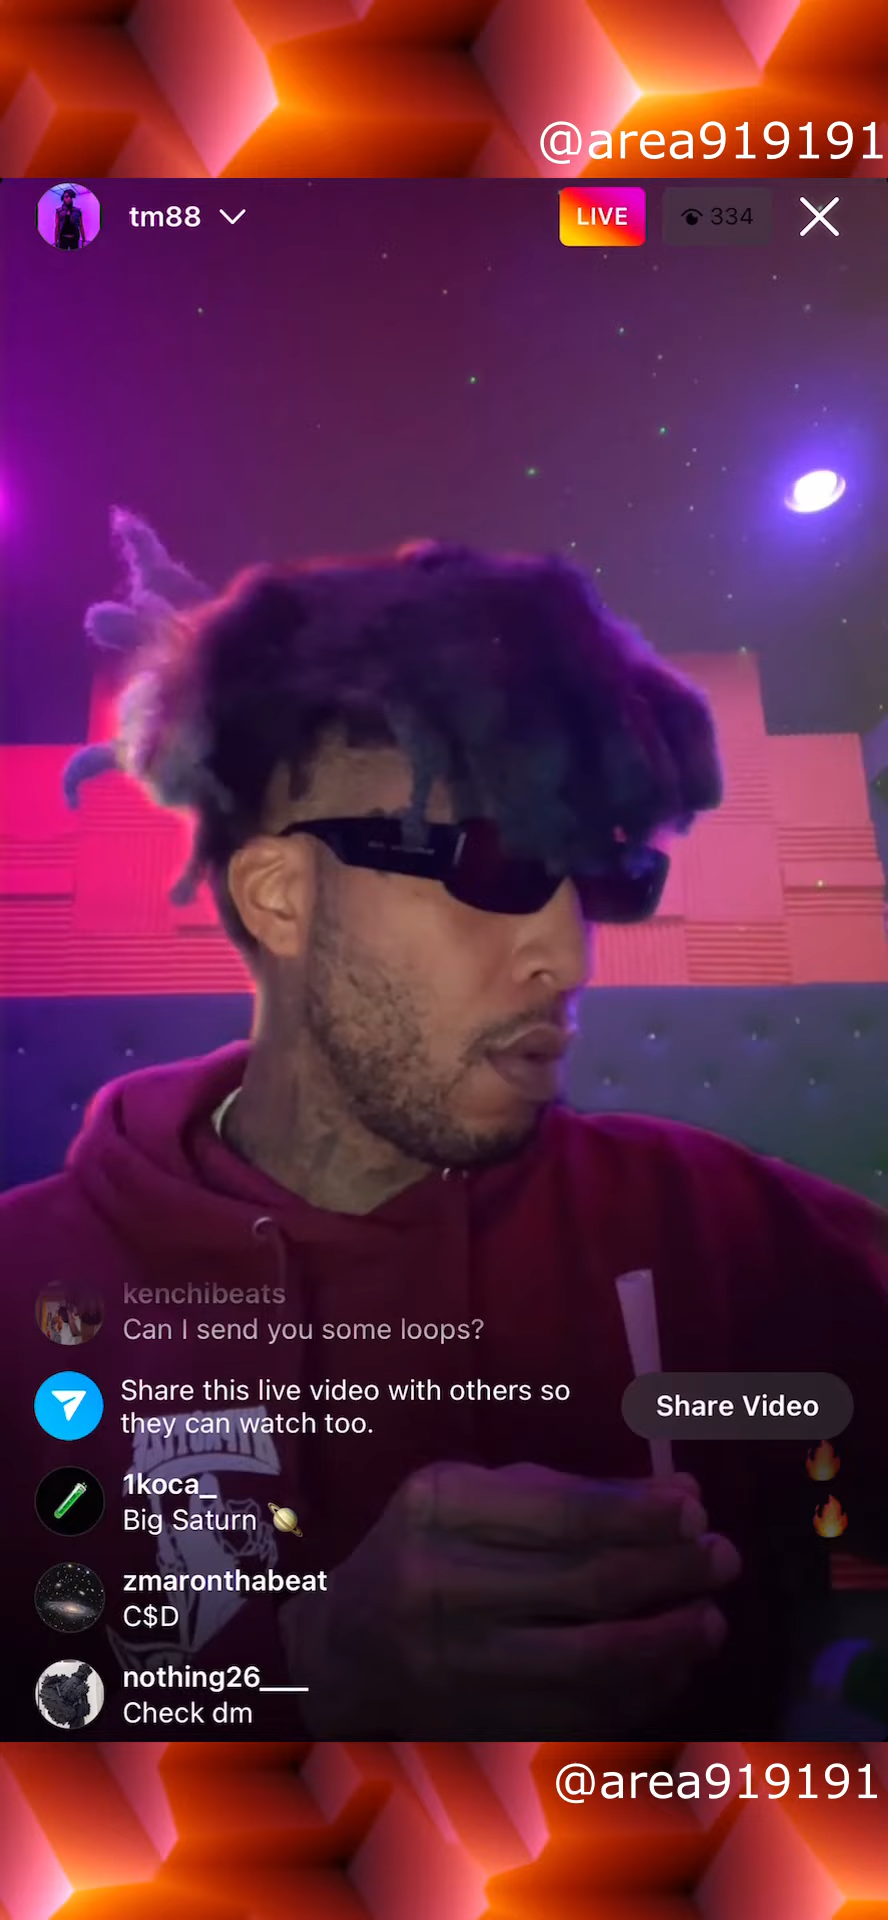 @area919191
tm88
LIVE
334
kenchibeats
Can I send you some loops?
Share this live video with others so
they can watch too.
Share Video
1koca_
Big Saturn 🪐
zmaronthabeat
C$D
nothing26___
Check dm
@area919191